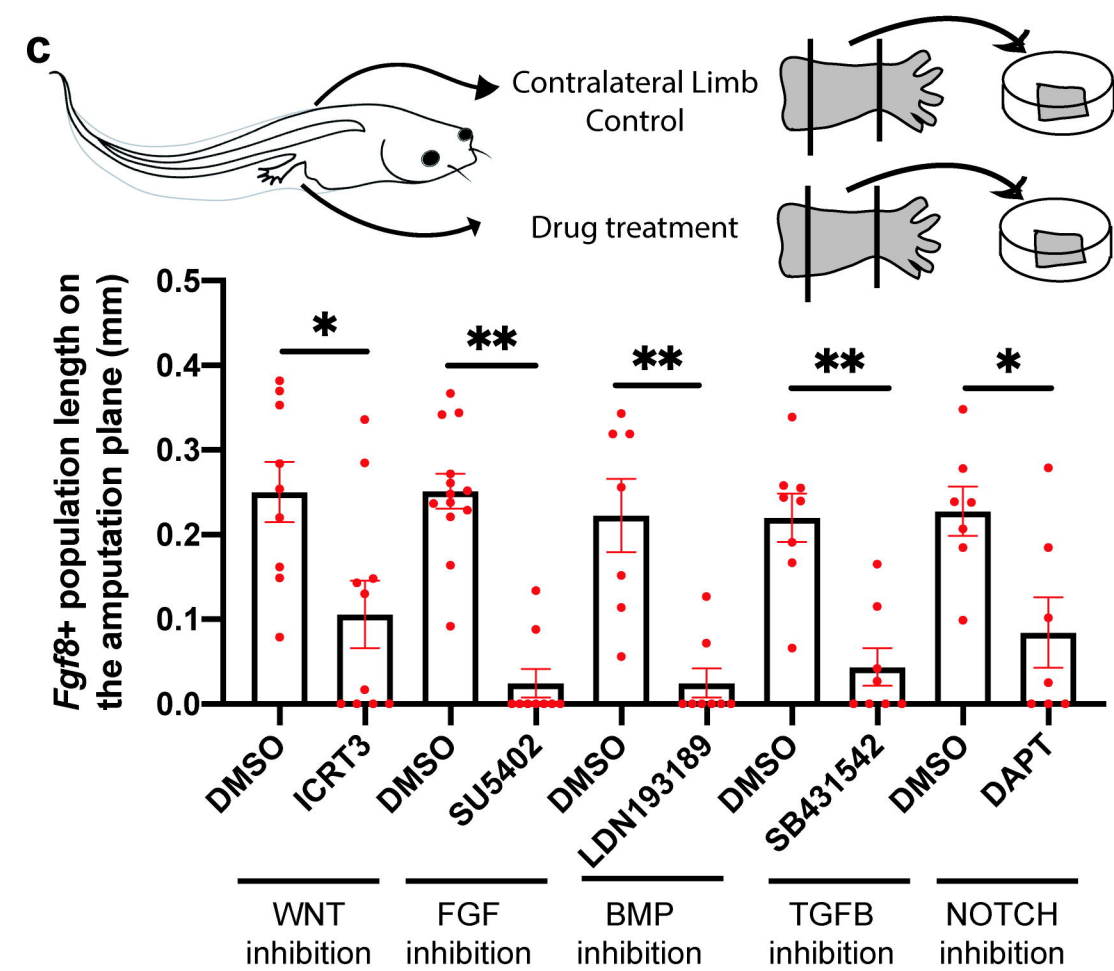 c
Contralateral Limb
Control
Drug treatment
Fgf8+ population length on
the amputation plane (mm)
0.5
0.4
0.3
0.2
0.1
0.0
*
**
**
**
*
DMSO
ICRT3
DMSO
SU5402
DMSO
LDN193189
DMSO
SB431542
DMSO
DAPT
WNT
inhibition
FGF
inhibition
BMP
inhibition
TGFB
inhibition
NOTCH
inhibition